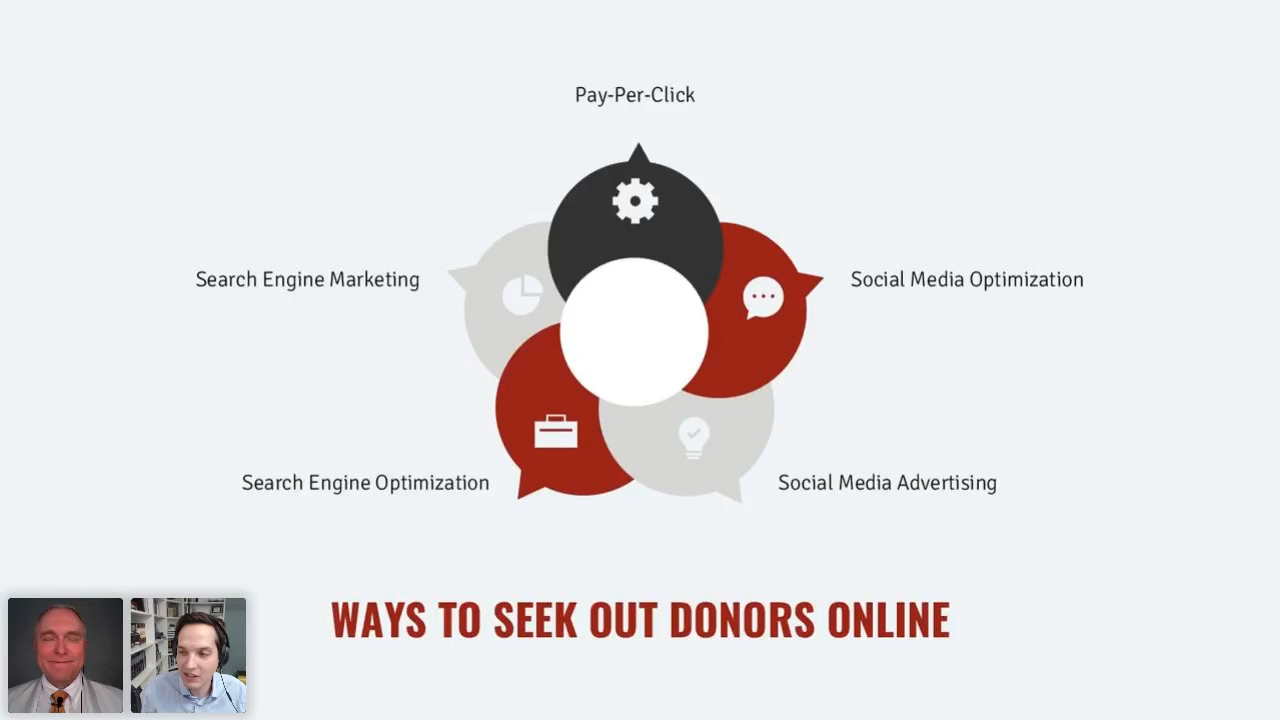 Pay-Per-Click
Search Engine Marketing
Social Media Optimization
Search Engine Optimization
Social Media Advertising
WAYS TO SEEK OUT DONORS ONLINE